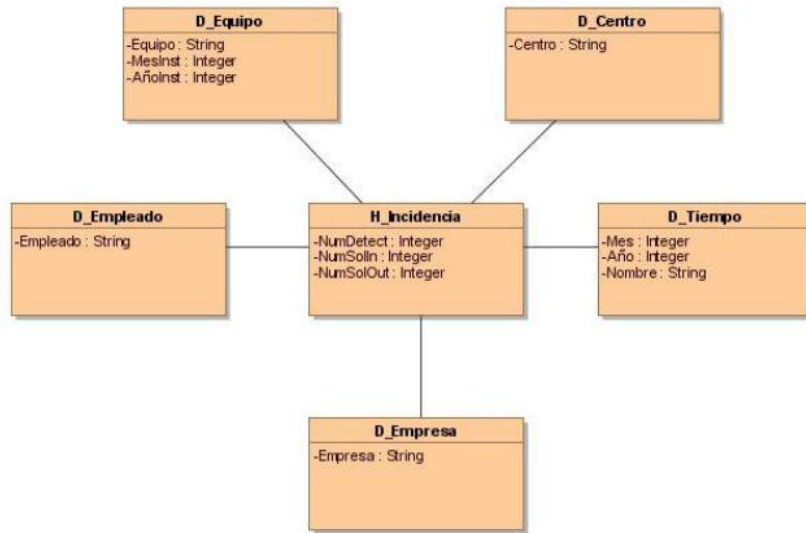 D_Equipo
-Equipo : String
-MesInst : Integer
-AñoInst : Integer
D_Centro
-Centro : String
D_Empleado
-Empleado : String
H_Incidencia
-NumDetect : Integer
-NumSolIn : Integer
-NumSolOut : Integer
D_Tiempo
-Mes : Integer
-Año : Integer
-Nombre : String
D_Empresa
-Empresa : String